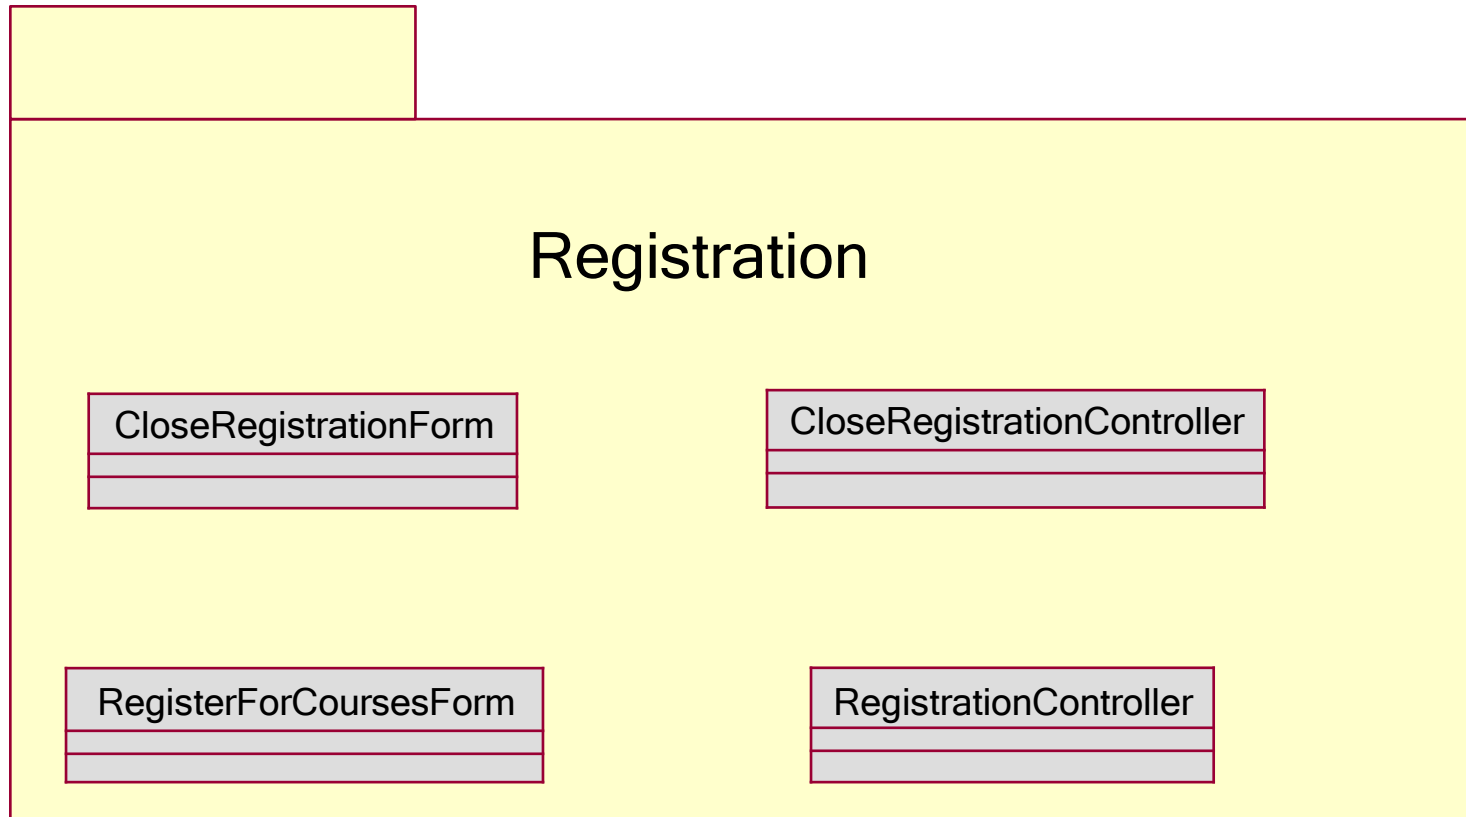 Registration
CloseRegistrationForm
CloseRegistrationController
RegisterForCoursesForm
RegistrationController